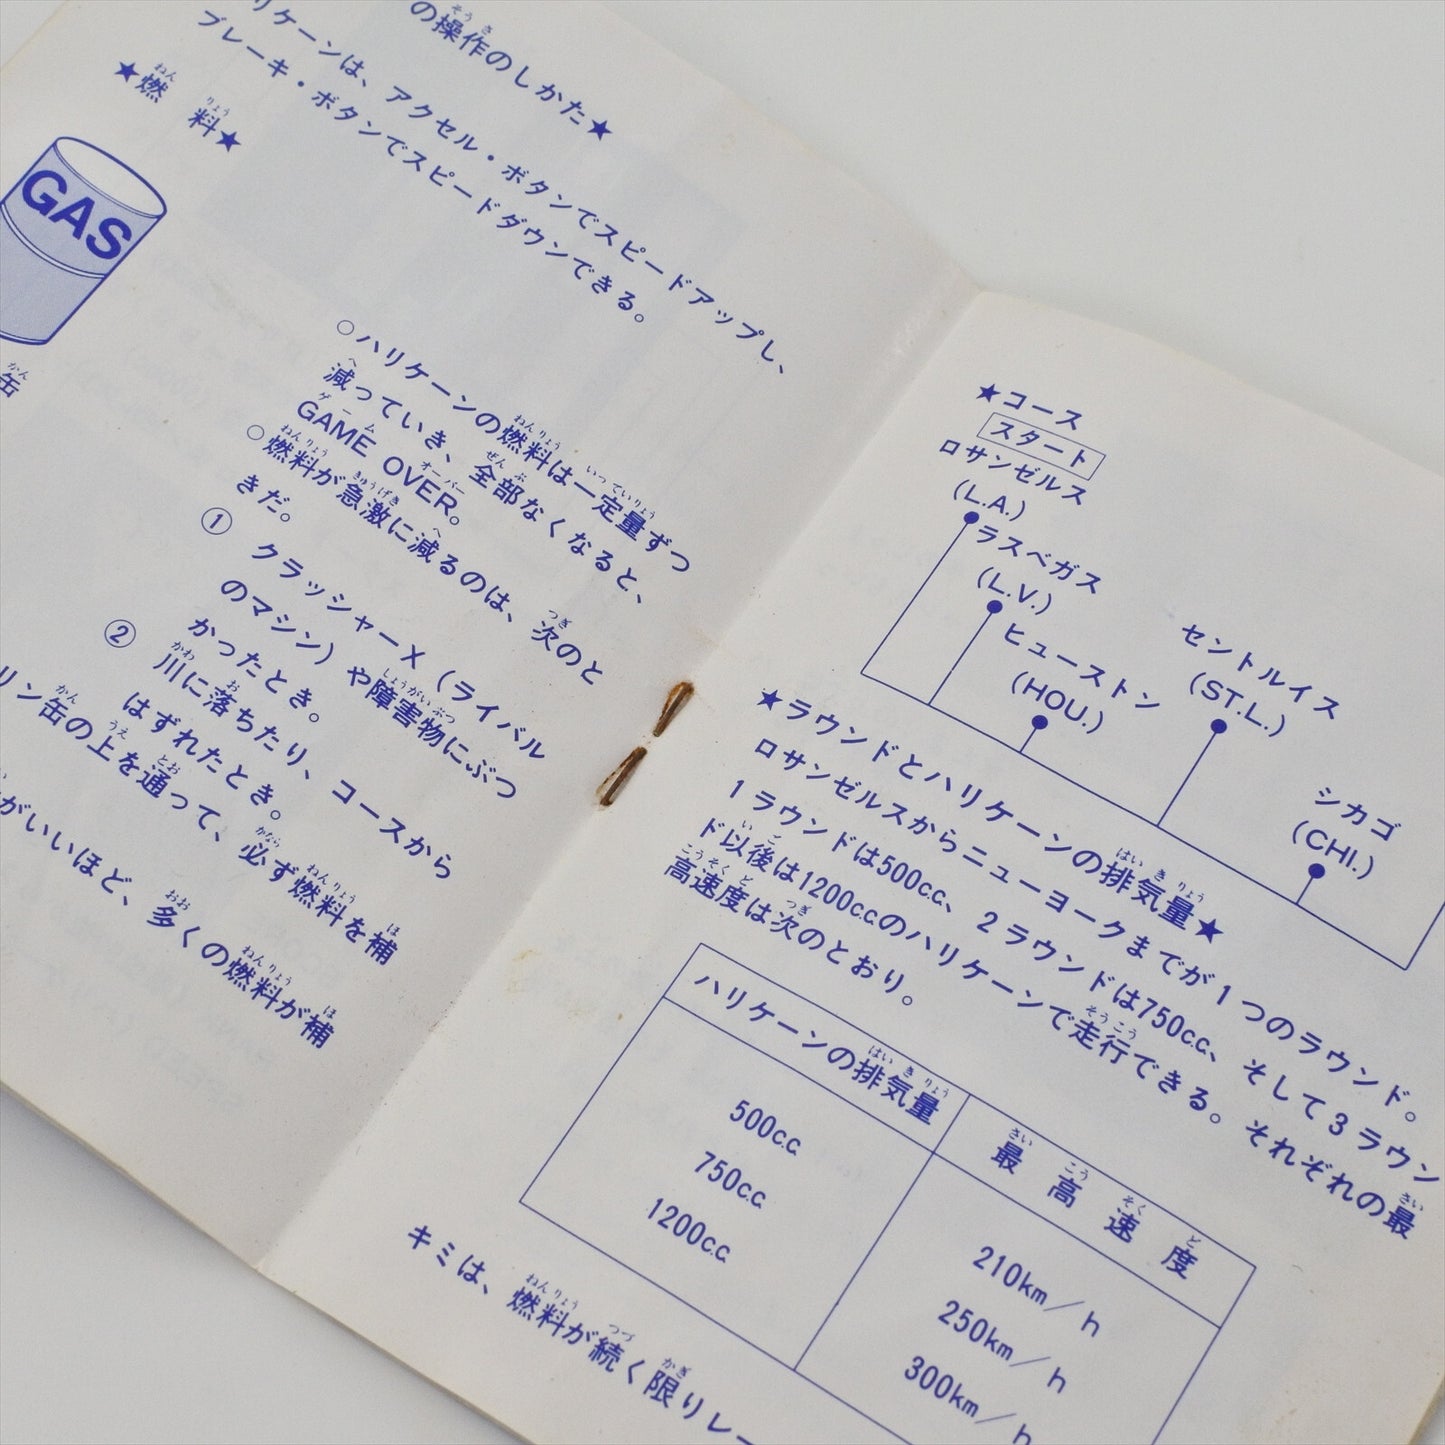 の操作のしかた★
リケーンは、アクセル・ボタンでスピードアップし、
ブレーキ・ボタンでスピードダウンできる。
★燃 料★
GAS
缶
○ハリケーンの燃料は一定量ずつ
減っていき、全部なくなると、
GAME OVER。
○燃料が急激に減るのは、次のと
きだ。
① クラッシャーX(ライバル
のマシン)や障害物にぶつ
かったとき。
② 川に落ちたり、コースから
はずれたとき。
リン缶の上を通って、必ず燃料を補
がいいほど、多くの燃料が補
★コース
スタート
ロサンゼルス
(L.A.)
ラスベガス
(L.V.)
ヒューストン
(HOU.)
セントルイス
(ST.L.)
シカゴ
(CHI.)
★ラウンドとハリケーンの排気量★
ロサンゼルスからニューヨークまでが1つのラウンド。
1ラウンドは500c.c.、2ラウンドは750c.c.、そして3ラウン
ド以後は1200c.c.のハリケーンで走行できる。それぞれの最
高速度は次のとおり。
ハリケーンの排気量 最高速度
500c.c. 210km/h
750c.c. 250km/h
1200c.c. 300km/h
キミは、燃料が続く限りレー